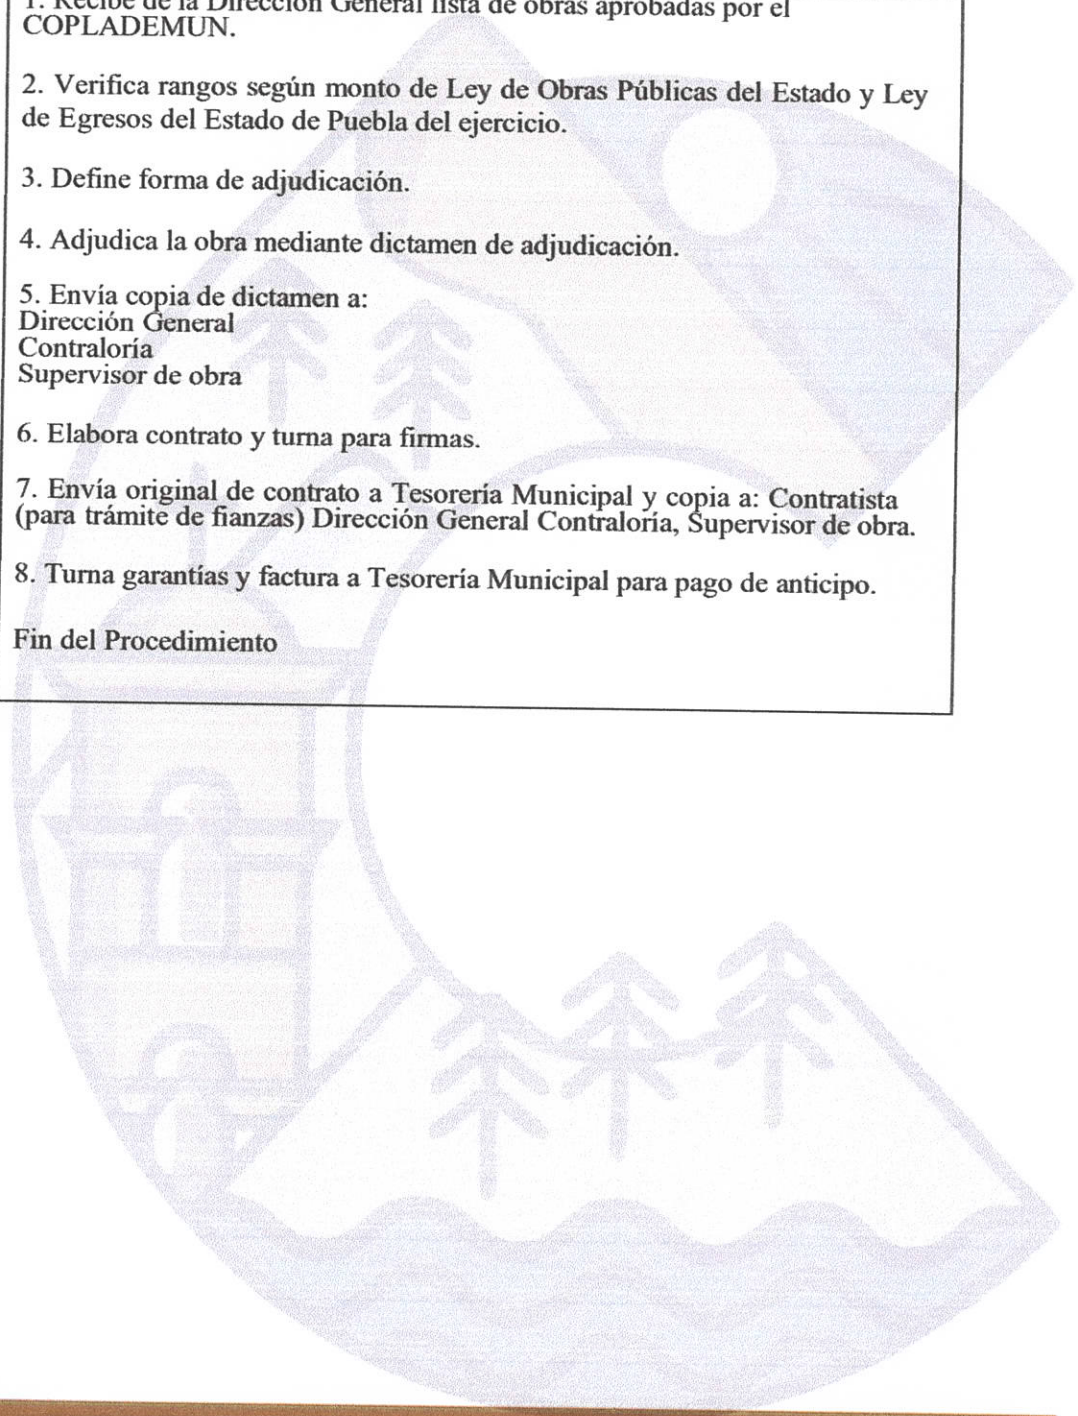 1. Recibe de la Dirección General lista de obras aprobadas por el
COPLADEMUN.
2. Verifica rangos según monto de Ley de Obras Públicas del Estado y Ley
de Egresos del Estado de Puebla del ejercicio.
3. Define forma de adjudicación.
4. Adjudica la obra mediante dictamen de adjudicación.
5. Envía copia de dictamen a:
Dirección General
Contraloría
Supervisor de obra
6. Elabora contrato y turna para firmas.
7. Envía original de contrato a Tesorería Municipal y copia a: Contratista
(para trámite de fianzas) Dirección General Contraloría, Supervisor de obra.
8. Turna garantías y factura a Tesorería Municipal para pago de anticipo.
Fin del Procedimiento